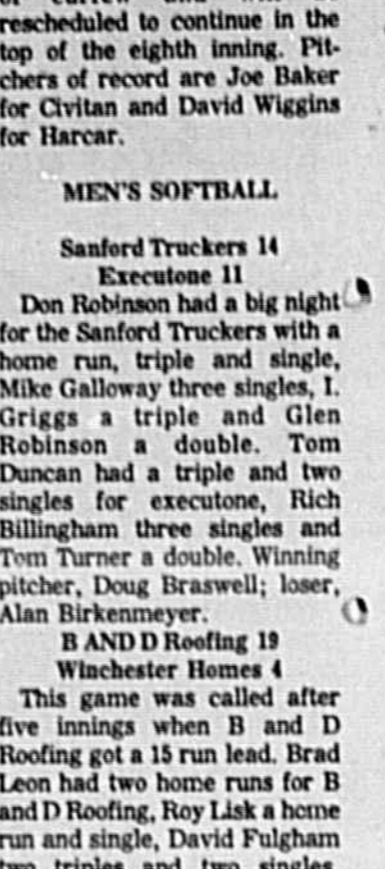 rescheduled to continue in the
top of the eighth inning. Pit-
chers of record are Joe Baker
for Civitan and David Wiggins
for Harcar.
MEN'S SOFTBALL
Sanford Truckers 14
Executone 11
Don Robinson had a big night
for the Sanford Truckers with a
home run, triple and single,
Mike Galloway three singles, I.
Griggs a triple and Glen
Robinson a double. Tom
Duncan had a triple and two
singles for executone, Rich
Billingham three singles and
Tom Turner a double. Winning
pitcher, Doug Braswell; loser,
Alan Birkenmeyer.
B AND D Roofing 19
Winchester Homes 4
This game was called after
five innings when B and D
Roofing got a 15 run lead. Brad
Leon had two home runs for B
and D Roofing, Roy Lisk a home
run and single, David Fulgham
two triples and two singles,